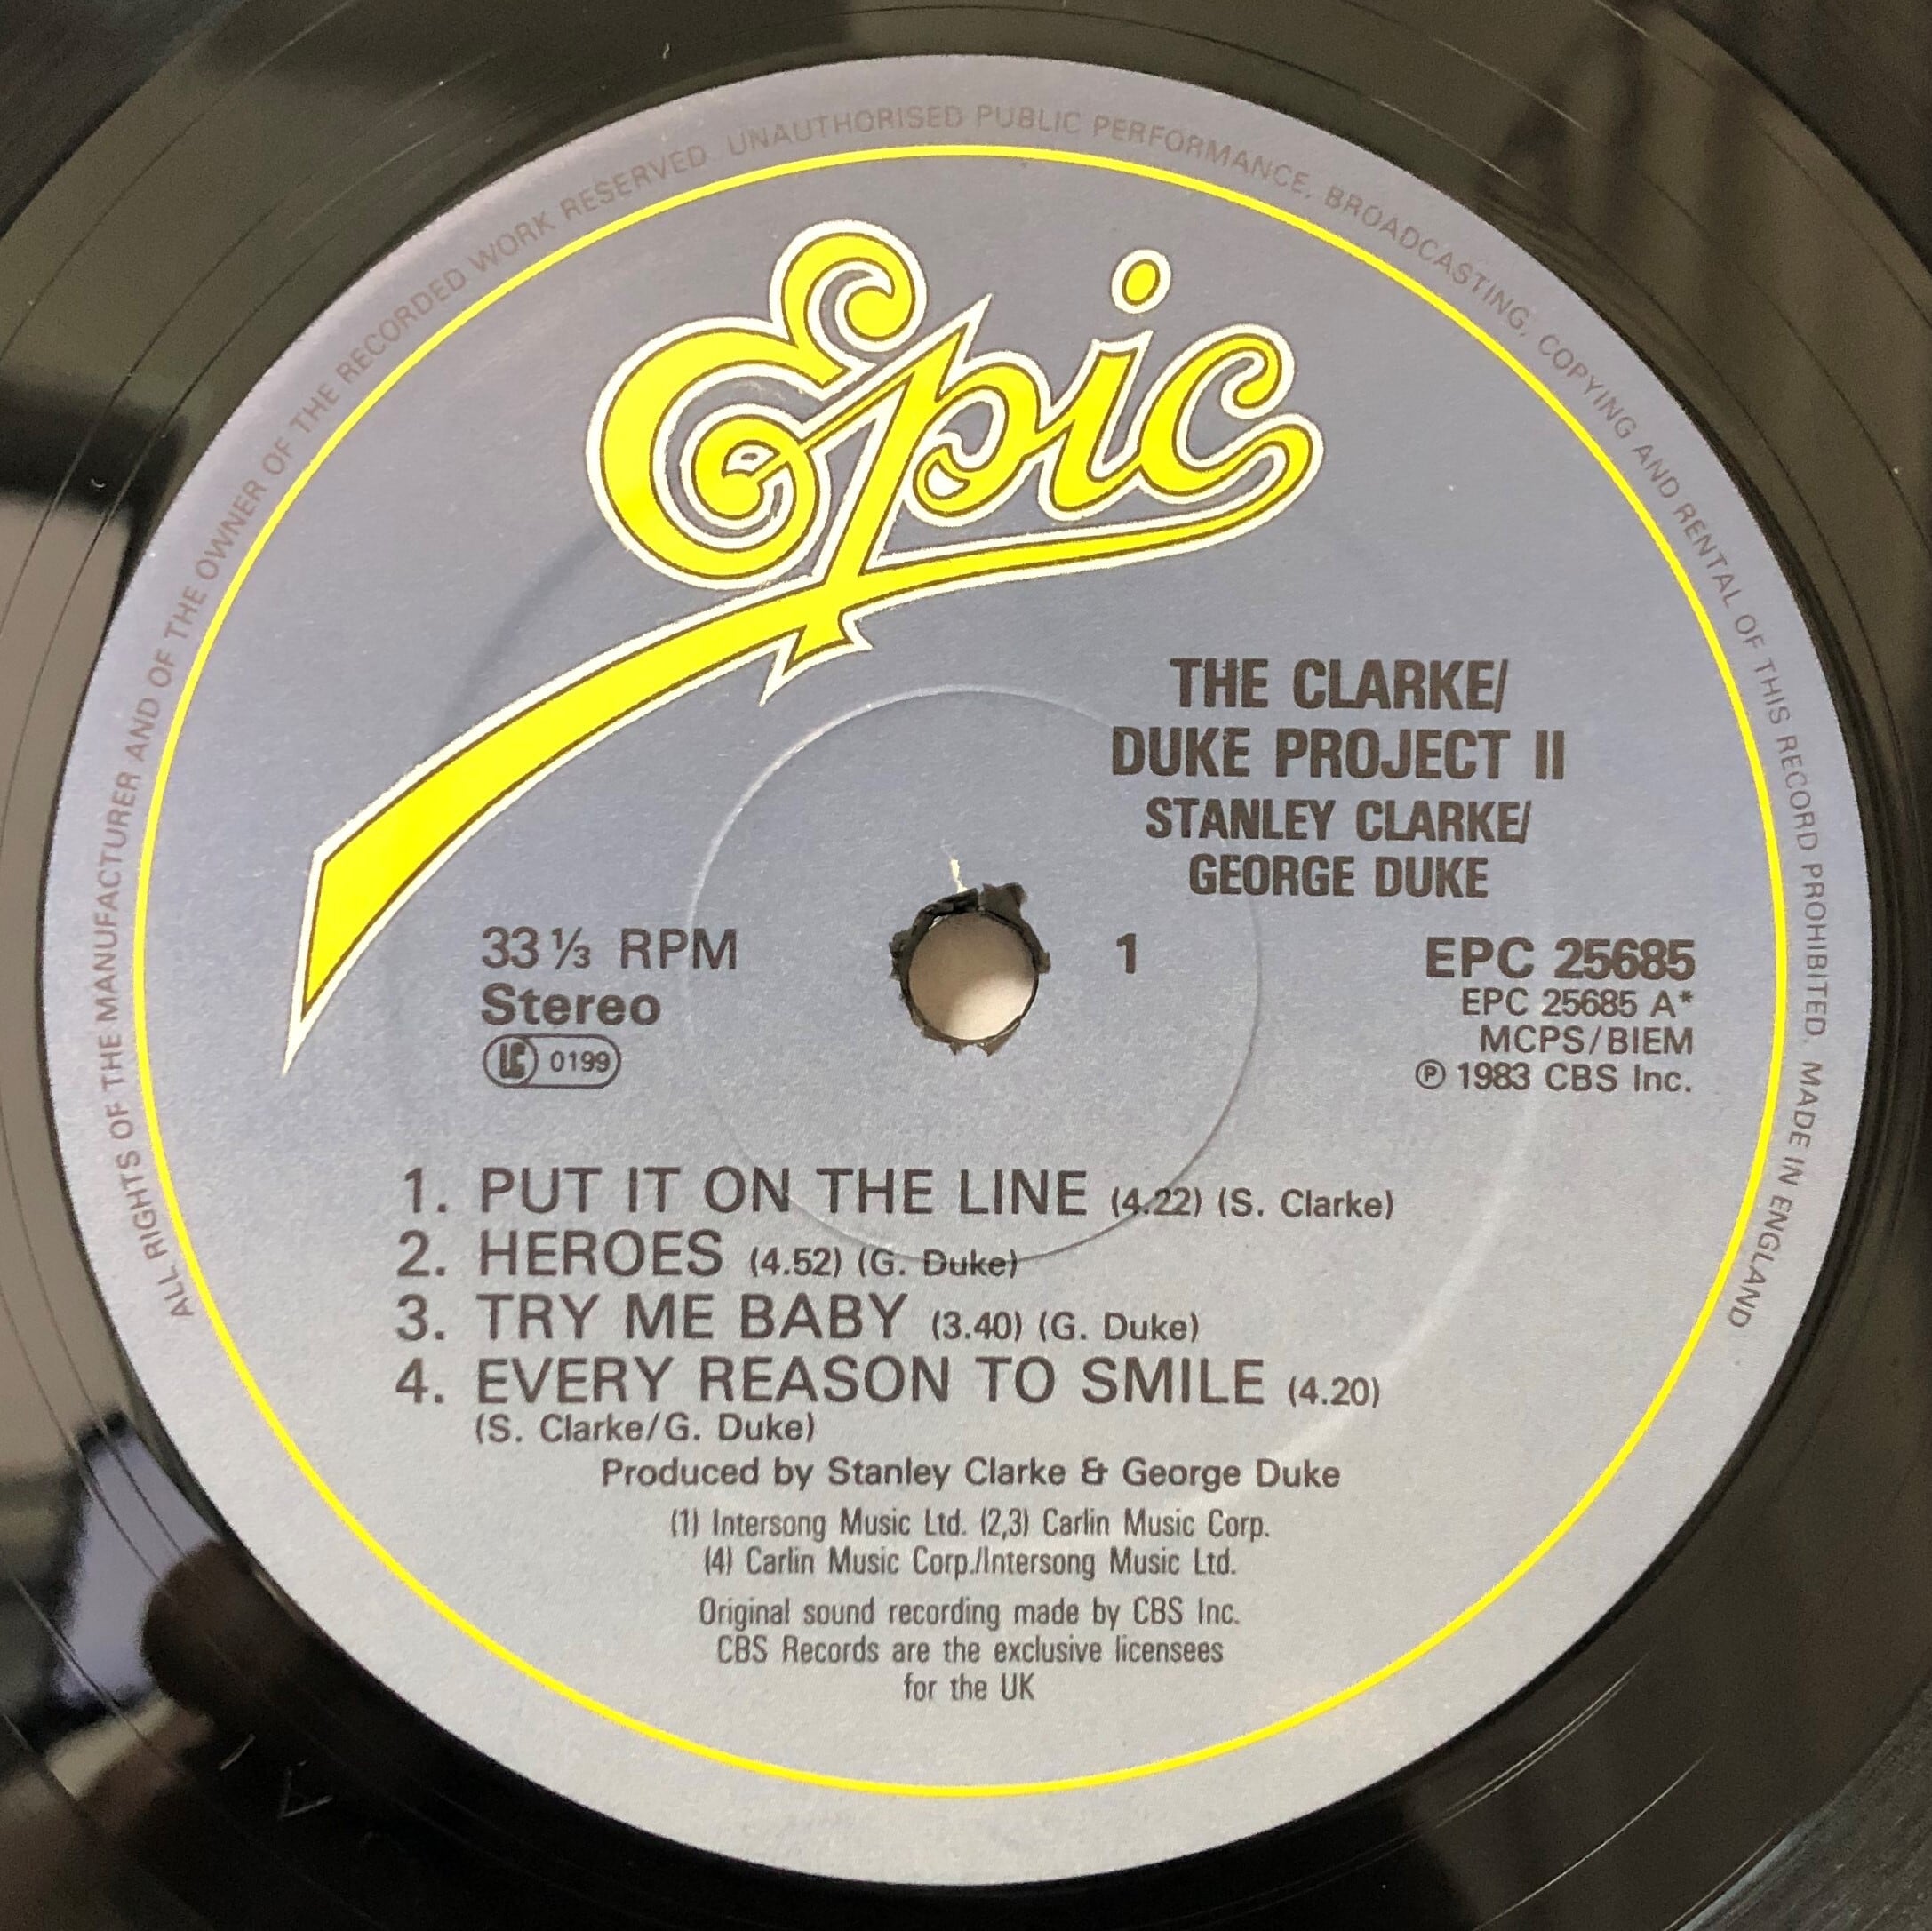 ALL RIGHTS OF THE MANUFACTURER AND OF THE OWNER OF THE RECORDED WORK RESERVED. UNAUTHORISED PUBLIC PERFORMANCE, BROADCASTING, COPYING AND RENTAL OF THIS RECORD PROHIBITED. MADE IN ENGLAND
Epic
THE CLARKE/
DUKE PROJECT II
STANLEY CLARKE/
GEORGE DUKE
33⅓ RPM
Stereo
LC 0199
1
EPC 25685
EPC 25685 A*
MCPS/BIEM
℗ 1983 CBS Inc.
1. PUT IT ON THE LINE (4.22) (S. Clarke)
2. HEROES (4.52) (G. Duke)
3. TRY ME BABY (3.40) (G. Duke)
4. EVERY REASON TO SMILE (4.20)
(S. Clarke/G. Duke)
Produced by Stanley Clarke & George Duke
(1) Intersong Music Ltd. (2,3) Carlin Music Corp.
(4) Carlin Music Corp./Intersong Music Ltd.
Original sound recording made by CBS Inc.
CBS Records are the exclusive licensees
for the UK